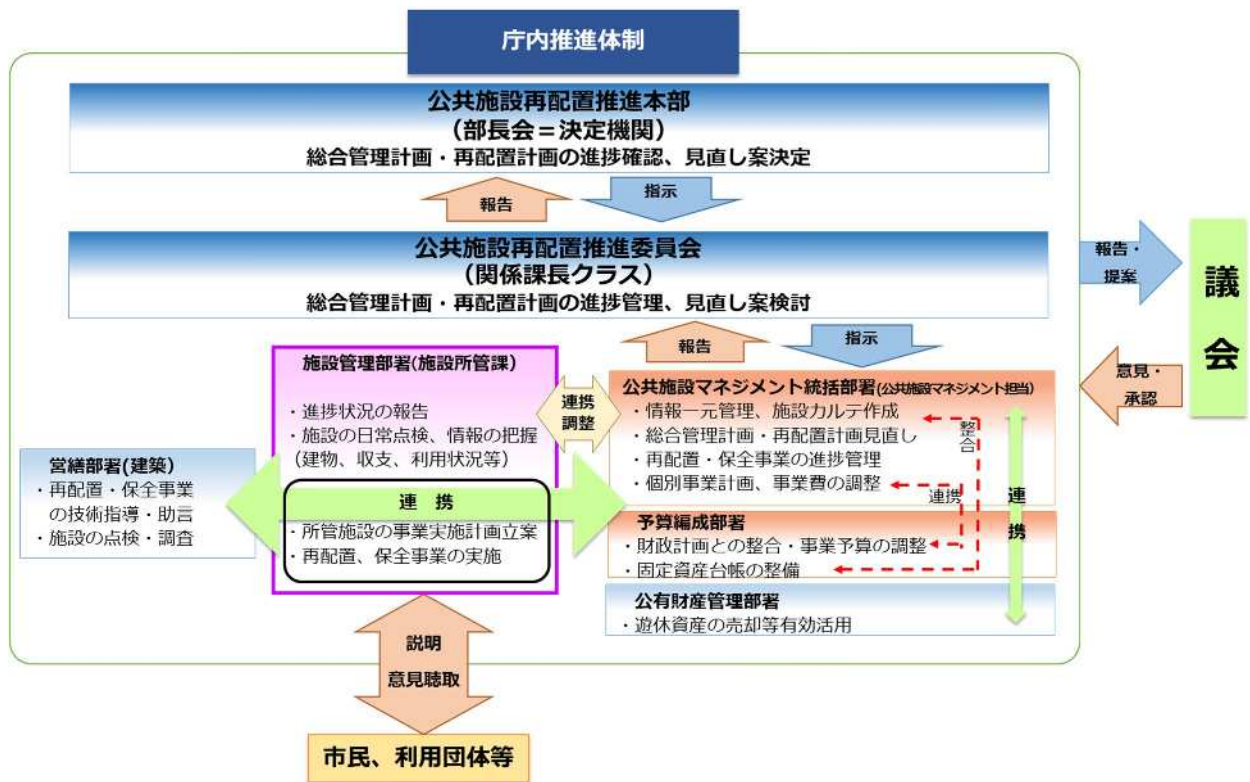 庁内推進体制
公共施設再配置推進本部
（部長会＝決定機関）
総合管理計画・再配置計画の進捗確認、見直し案決定
報告
指示
公共施設再配置推進委員会
（関係課長クラス）
総合管理計画・再配置計画の進捗管理、見直し案検討
報告・
提案
議会
意見・
承認
報告
指示
施設管理部署(施設所管課)
・進捗状況の報告
・施設の日常点検、情報の把握
（建物、収支、利用状況等）
連携
調整
公共施設マネジメント統括部署(公共施設マネジメント担当)
・情報一元管理、施設カルテ作成
・総合管理計画・再配置計画見直し
・再配置・保全事業の進捗管理
・個別事業計画、事業費の調整
整合
連携
連携
営繕部署(建築)
・再配置・保全事業
の技術指導・助言
・施設の点検・調査
連携
・所管施設の事業実施計画立案
・再配置、保全事業の実施
予算編成部署
・財政計画との整合・事業予算の調整
・固定資産台帳の整備
公有財産管理部署
・遊休資産の売却等有効活用
説明
意見聴取
市民、利用団体等